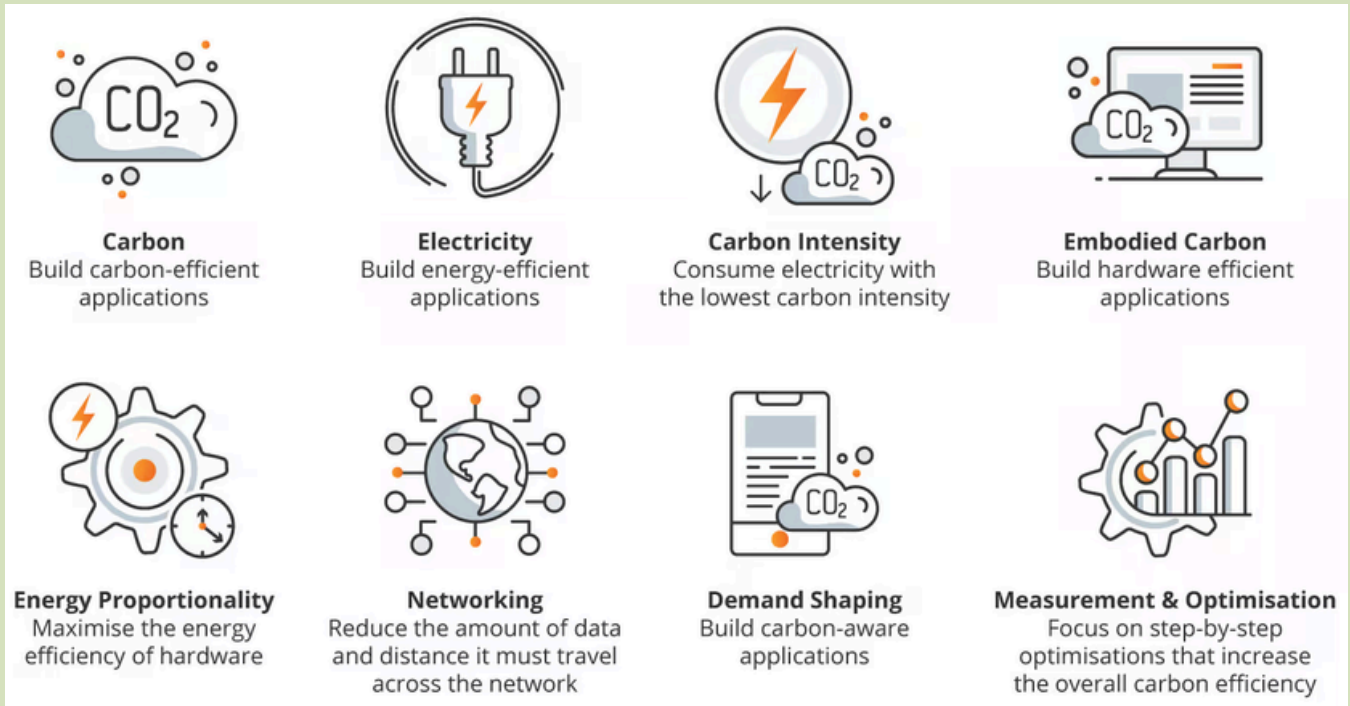 CO2
CO2
CO2
Carbon
Build carbon-efficient
applications
Electricity
Build energy-efficient
applications
Carbon Intensity
Consume electricity with
the lowest carbon intensity
Embodied Carbon
Build hardware efficient
applications
CO2
Energy Proportionality
Maximise the energy
efficiency of hardware
Networking
Reduce the amount of data
and distance it must travel
across the network
Demand Shaping
Build carbon-aware
applications
Measurement & Optimisation
Focus on step-by-step
optimisations that increase
the overall carbon efficiency